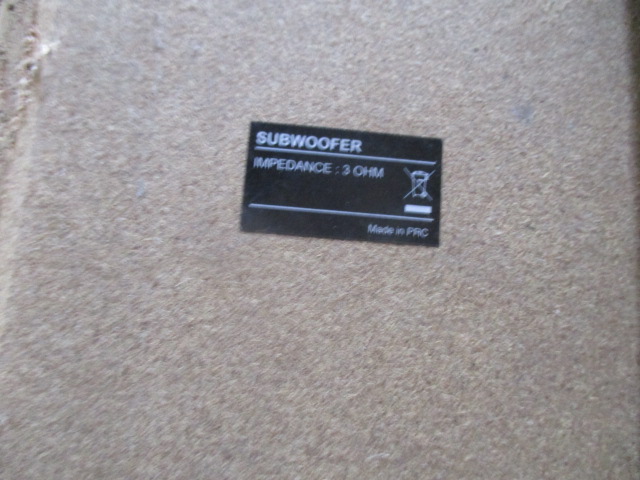 SUBWOOFER
IMPEDANCE : 3 OHM
Made in PRC